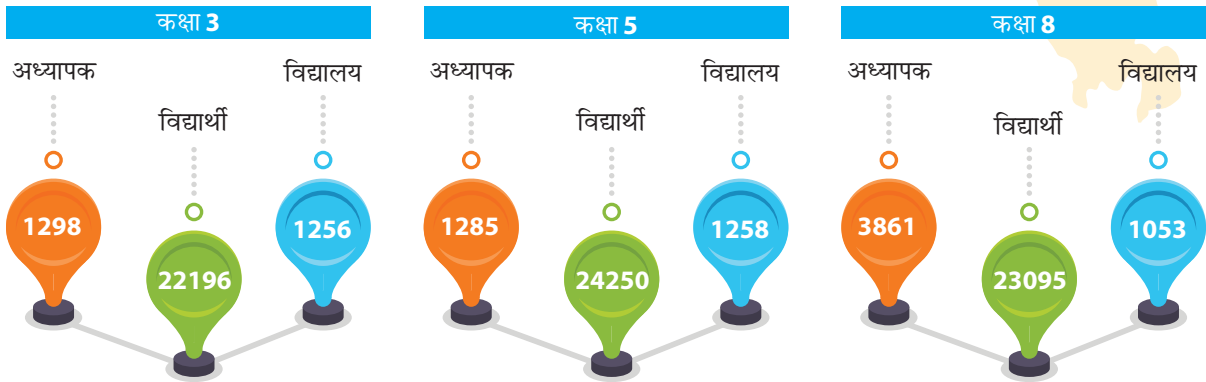 कक्षा 3
अध्यापक
विद्यालय
विद्यार्थी
1298
1256
22196
कक्षा 5
अध्यापक
विद्यालय
विद्यार्थी
1285
1258
24250
कक्षा 8
अध्यापक
विद्यालय
विद्यार्थी
3861
1053
23095